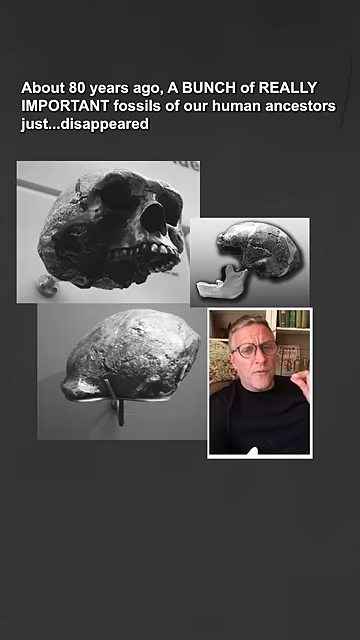 About 80 years ago, A BUNCH of REALLY
IMPORTANT fossils of our human ancestors
just...disappeared